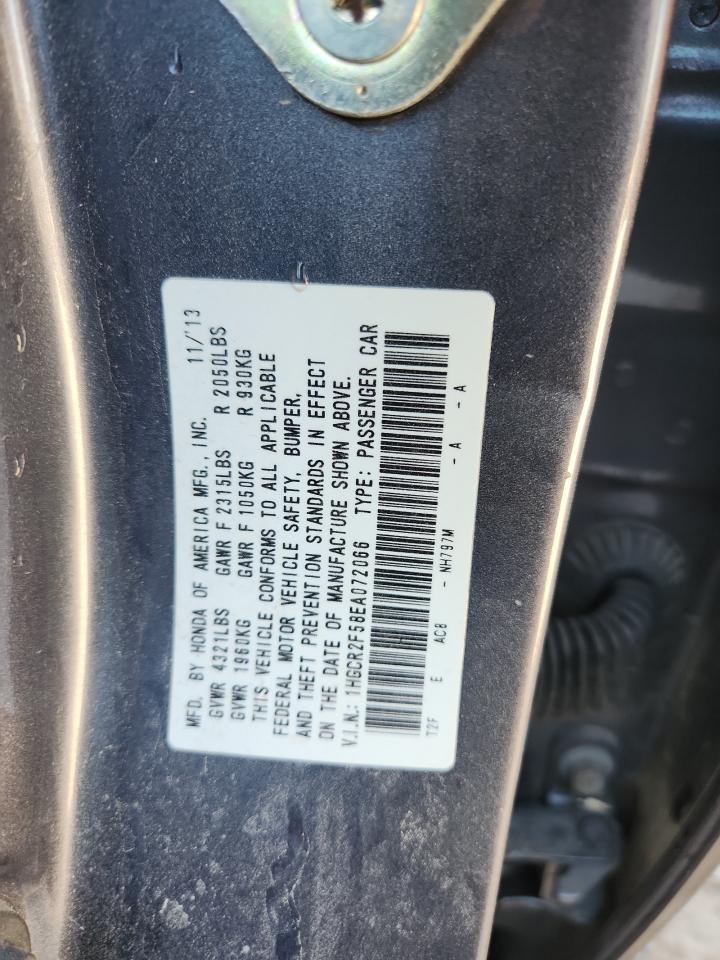 MFD. BY HONDA OF AMERICA MFG., INC. 11/'13
GVWR 4321LBS GAWR F 2315LBS R 2050LBS
GVWR 1960KG GAWR F 1050KG R 930KG
THIS VEHICLE CONFORMS TO ALL APPLICABLE
FEDERAL MOTOR VEHICLE SAFETY, BUMPER,
AND THEFT PREVENTION STANDARDS IN EFFECT
ON THE DATE OF MANUFACTURE SHOWN ABOVE.
V.I.N.: 1HGCR2F58EA072066 TYPE: PASSENGER CAR
T2F E AC8 - NH797M - A - A